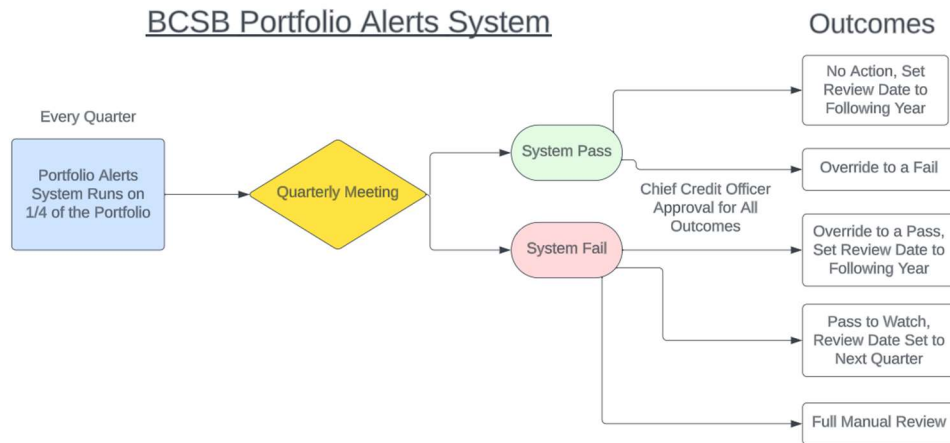 BCSB Portfolio Alerts System
Outcomes
Every Quarter
Portfolio Alerts
System Runs on
1/4 of the Portfolio
Quarterly Meeting
System Pass
System Fail
Chief Credit Officer
Approval for All
Outcomes
No Action, Set
Review Date to
Following Year
Override to a Fail
Override to a Pass,
Set Review Date to
Following Year
Pass to Watch,
Review Date Set to
Next Quarter
Full Manual Review